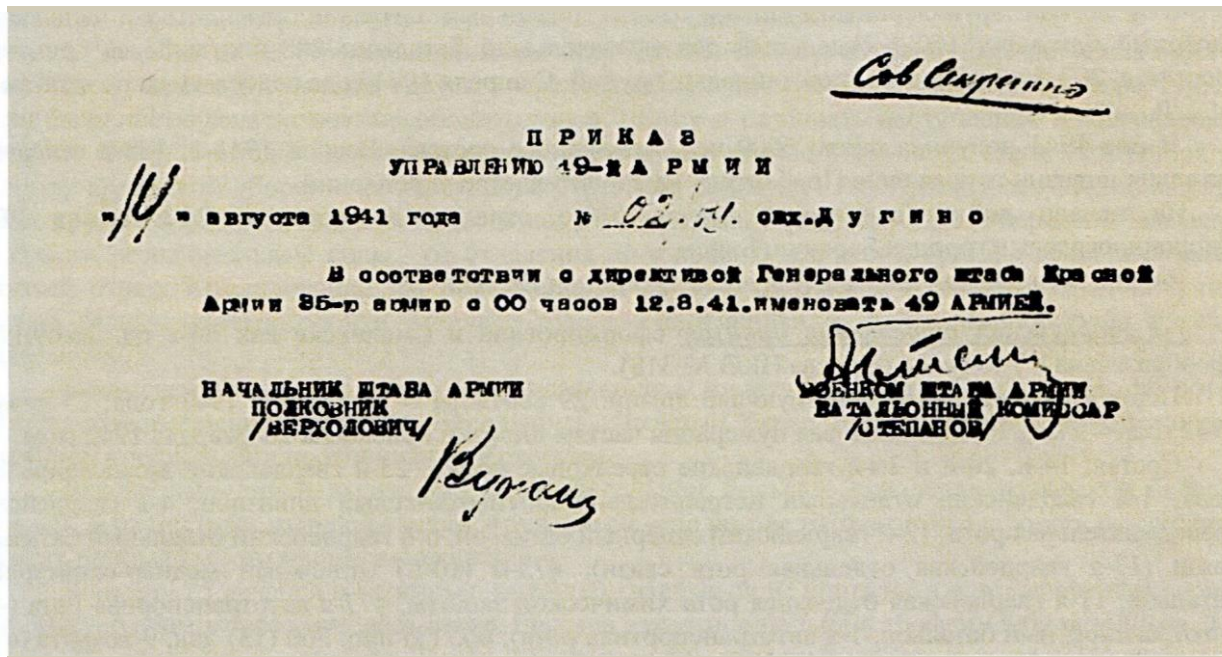 Сов Секретно
ПРИКАЗ
УПРАВЛЕНИЮ 49-Й АРМИИ
"14" августа 1941 года № 02. свх.Дугино
В соответствии с директивой Генерального штаба Красной
Армии 35-ю армию с 00 часов 12.8.41.именовать 49 АРМИЕЙ.
НАЧАЛЬНИК ШТАБА АРМИИ
ПОЛКОВНИК
/ВЕРХОЛОВИЧ/
ВОЕНКОМ ШТАБА АРМИИ
БАТАЛЬОННЫЙ КОМИССАР
/СТЕПАНОВ/